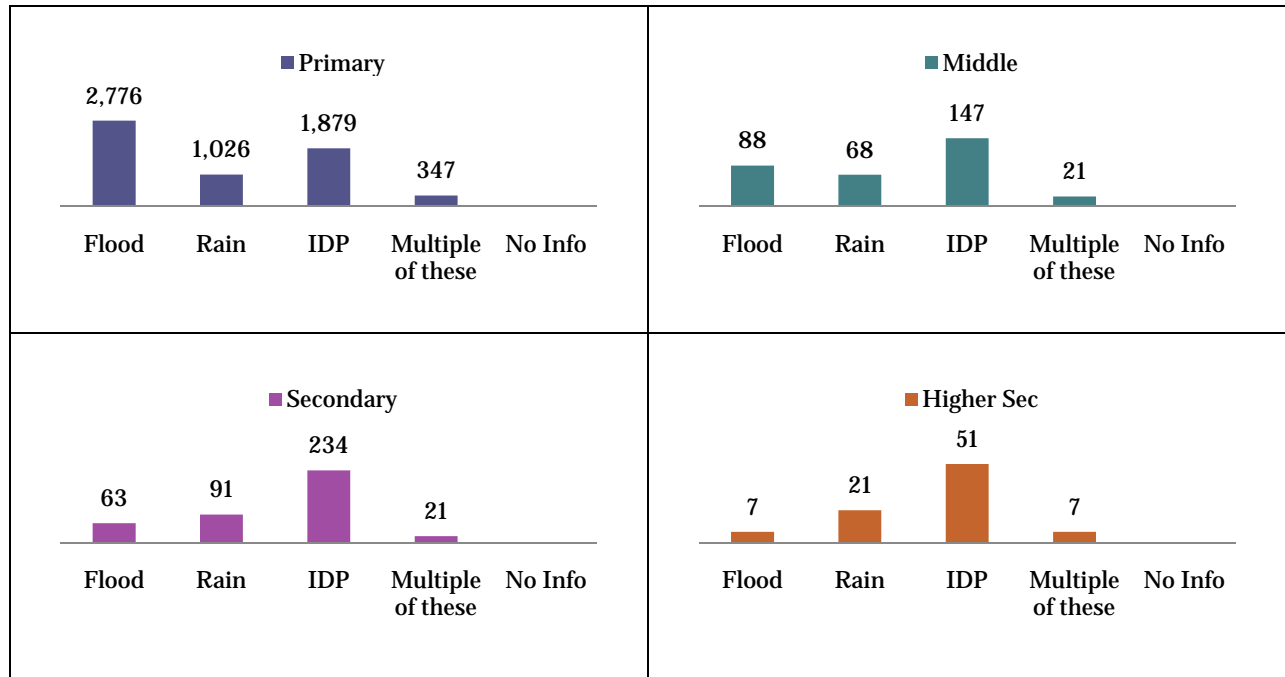 Primary
2,776
1,026
1,879
347
Flood Rain IDP Multiple of these No Info
Middle
88
68
147
21
Flood Rain IDP Multiple of these No Info
Secondary
63
91
234
21
Flood Rain IDP Multiple of these No Info
Higher Sec
7
21
51
7
Flood Rain IDP Multiple of these No Info